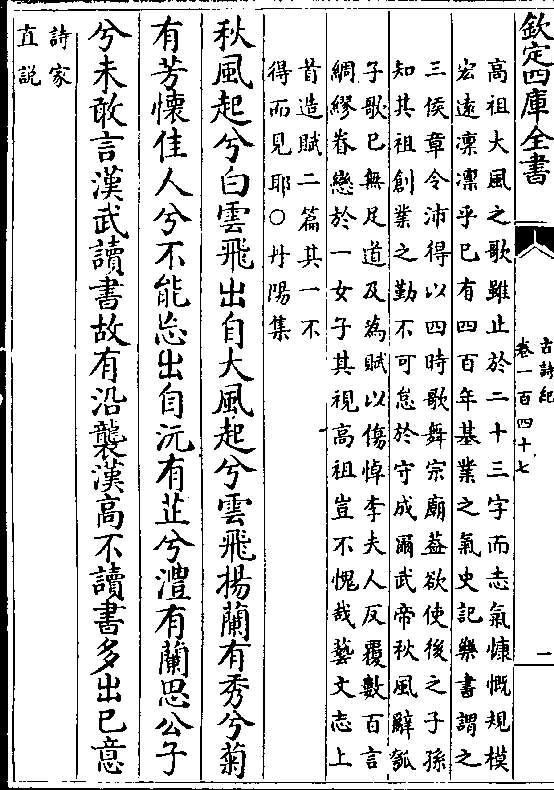 欽定四庫全書
古詩紀
卷一百四十七
一
高祖大風之歌雖止於二十三字而志氣慷慨規模
宏逺凜凜乎已有四百年基業之氣史記樂書謂之
三侯章令沛得以四時歌舞宗廟葢欲使後之子孫
知其祖創業之勤不可怠於守成爾武帝秋風辭瓠
子歌已無足道及為賦以傷悼李夫人反覆數百言
綢繆眷戀於一女子其視高祖豈不愧哉藝文志上
昔造賦二篇其一不
得而見耶○丹陽集
秋風起兮白雲飛出自大風起兮雲飛揚蘭有秀兮菊
有芳懷佳人兮不能忘出自沅有芷兮澧有蘭思公子
兮未敢言漢武讀書故有沿襲漢高不讀書多出已意
詩家
直説